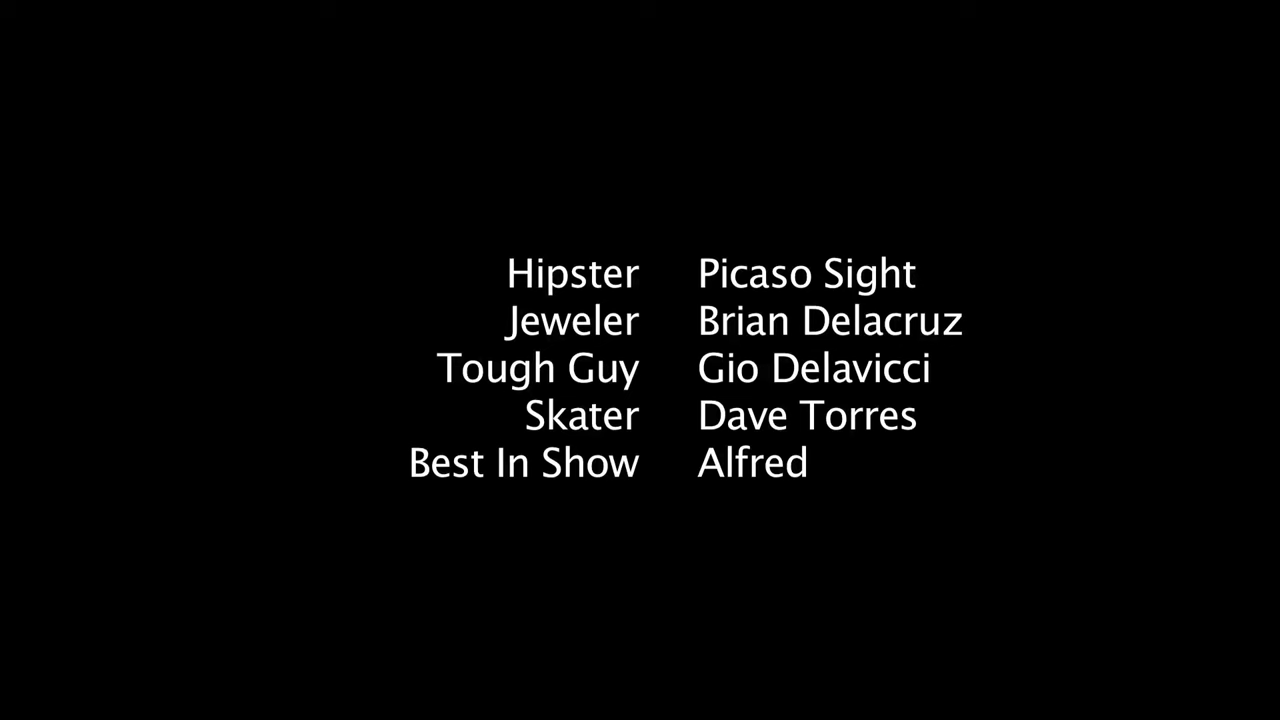 Hipster Picaso Sight
Jeweler Brian Delacruz
Tough Guy Gio Delavicci
Skater Dave Torres
Best In Show Alfred